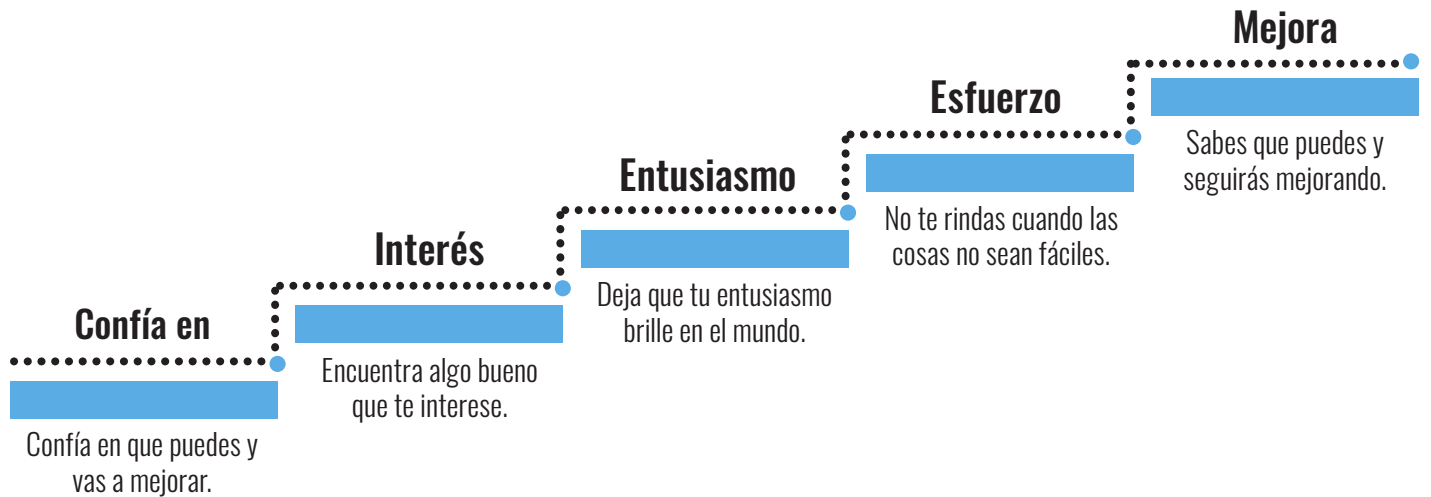 Confía en
Confía en que puedes y
vas a mejorar.
Interés
Encuentra algo bueno
que te interese.
Entusiasmo
Deja que tu entusiasmo
brille en el mundo.
Esfuerzo
No te rindas cuando las
cosas no sean fáciles.
Mejora
Sabes que puedes y
seguirás mejorando.